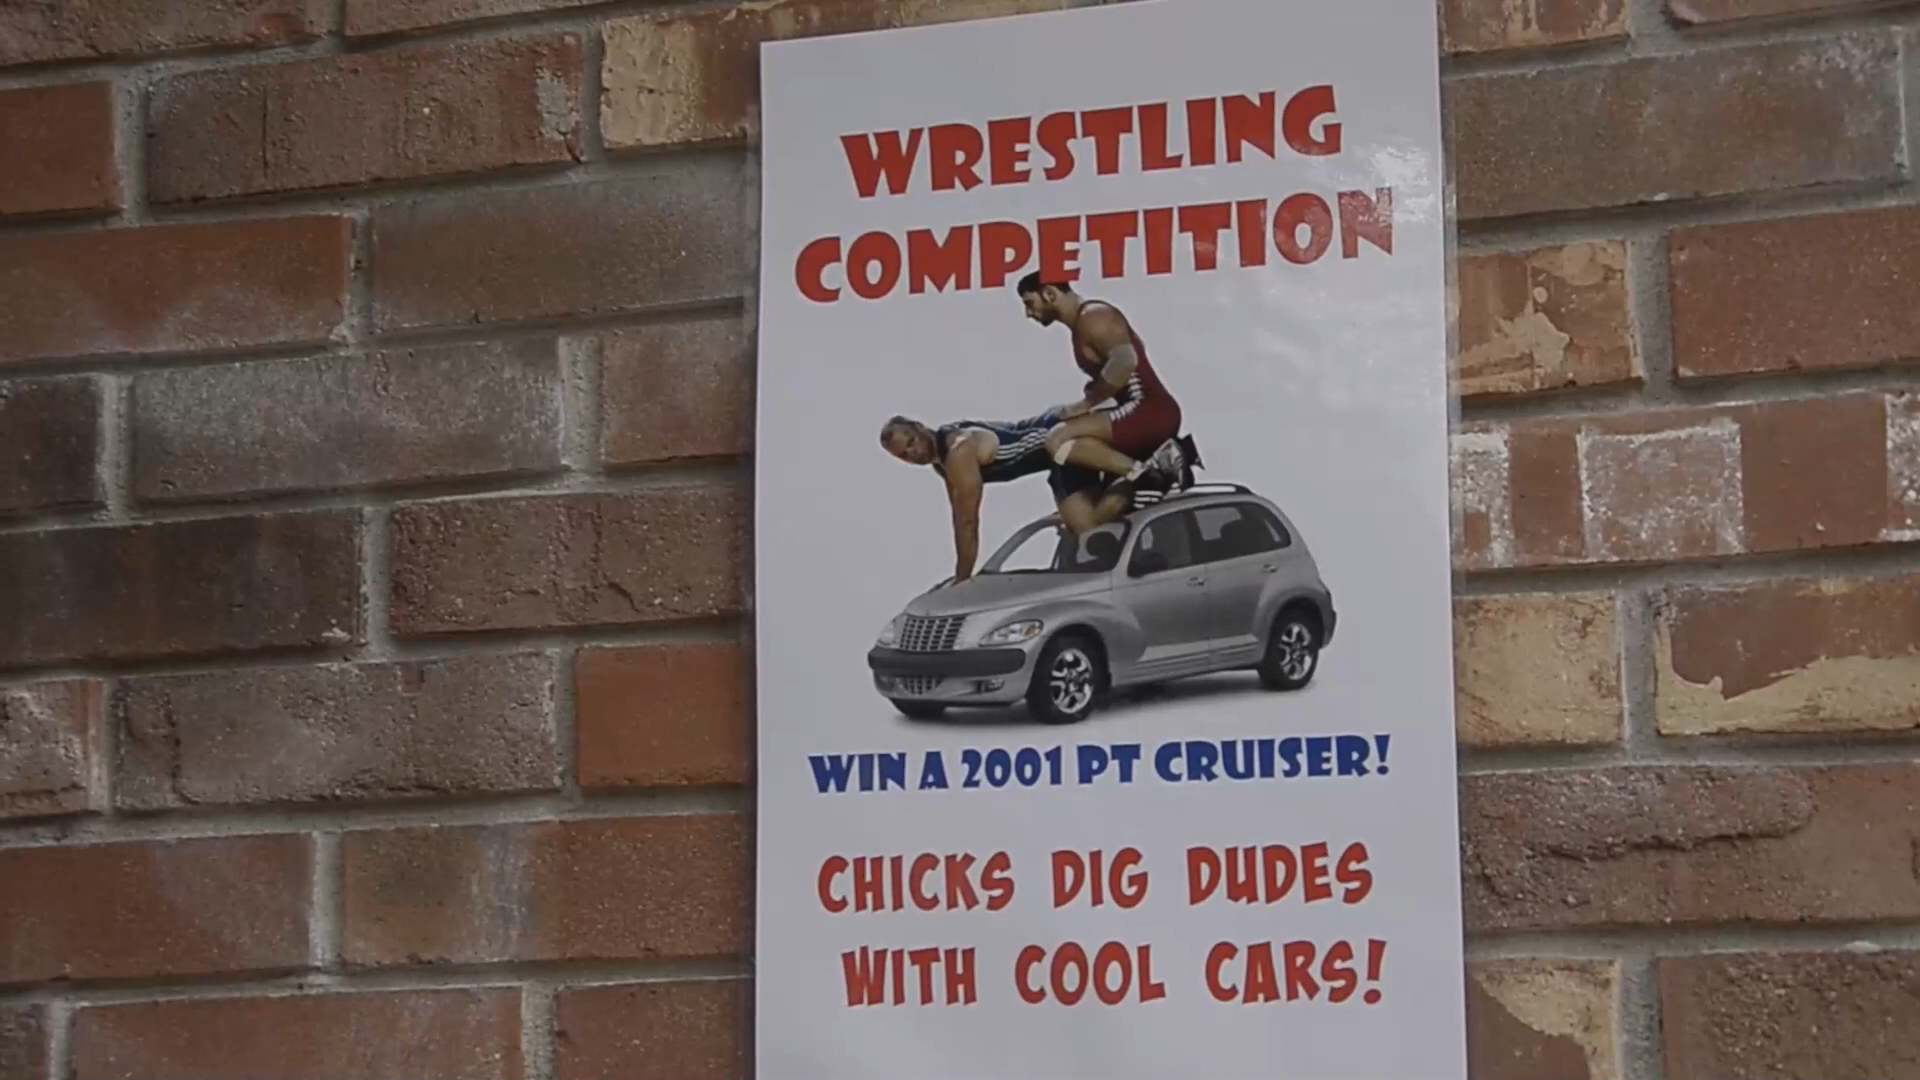 WRESTLING
COMPETITION
WIN A 2001 PT CRUISER!
CHICKS DIG DUDES
WITH COOL CARS!